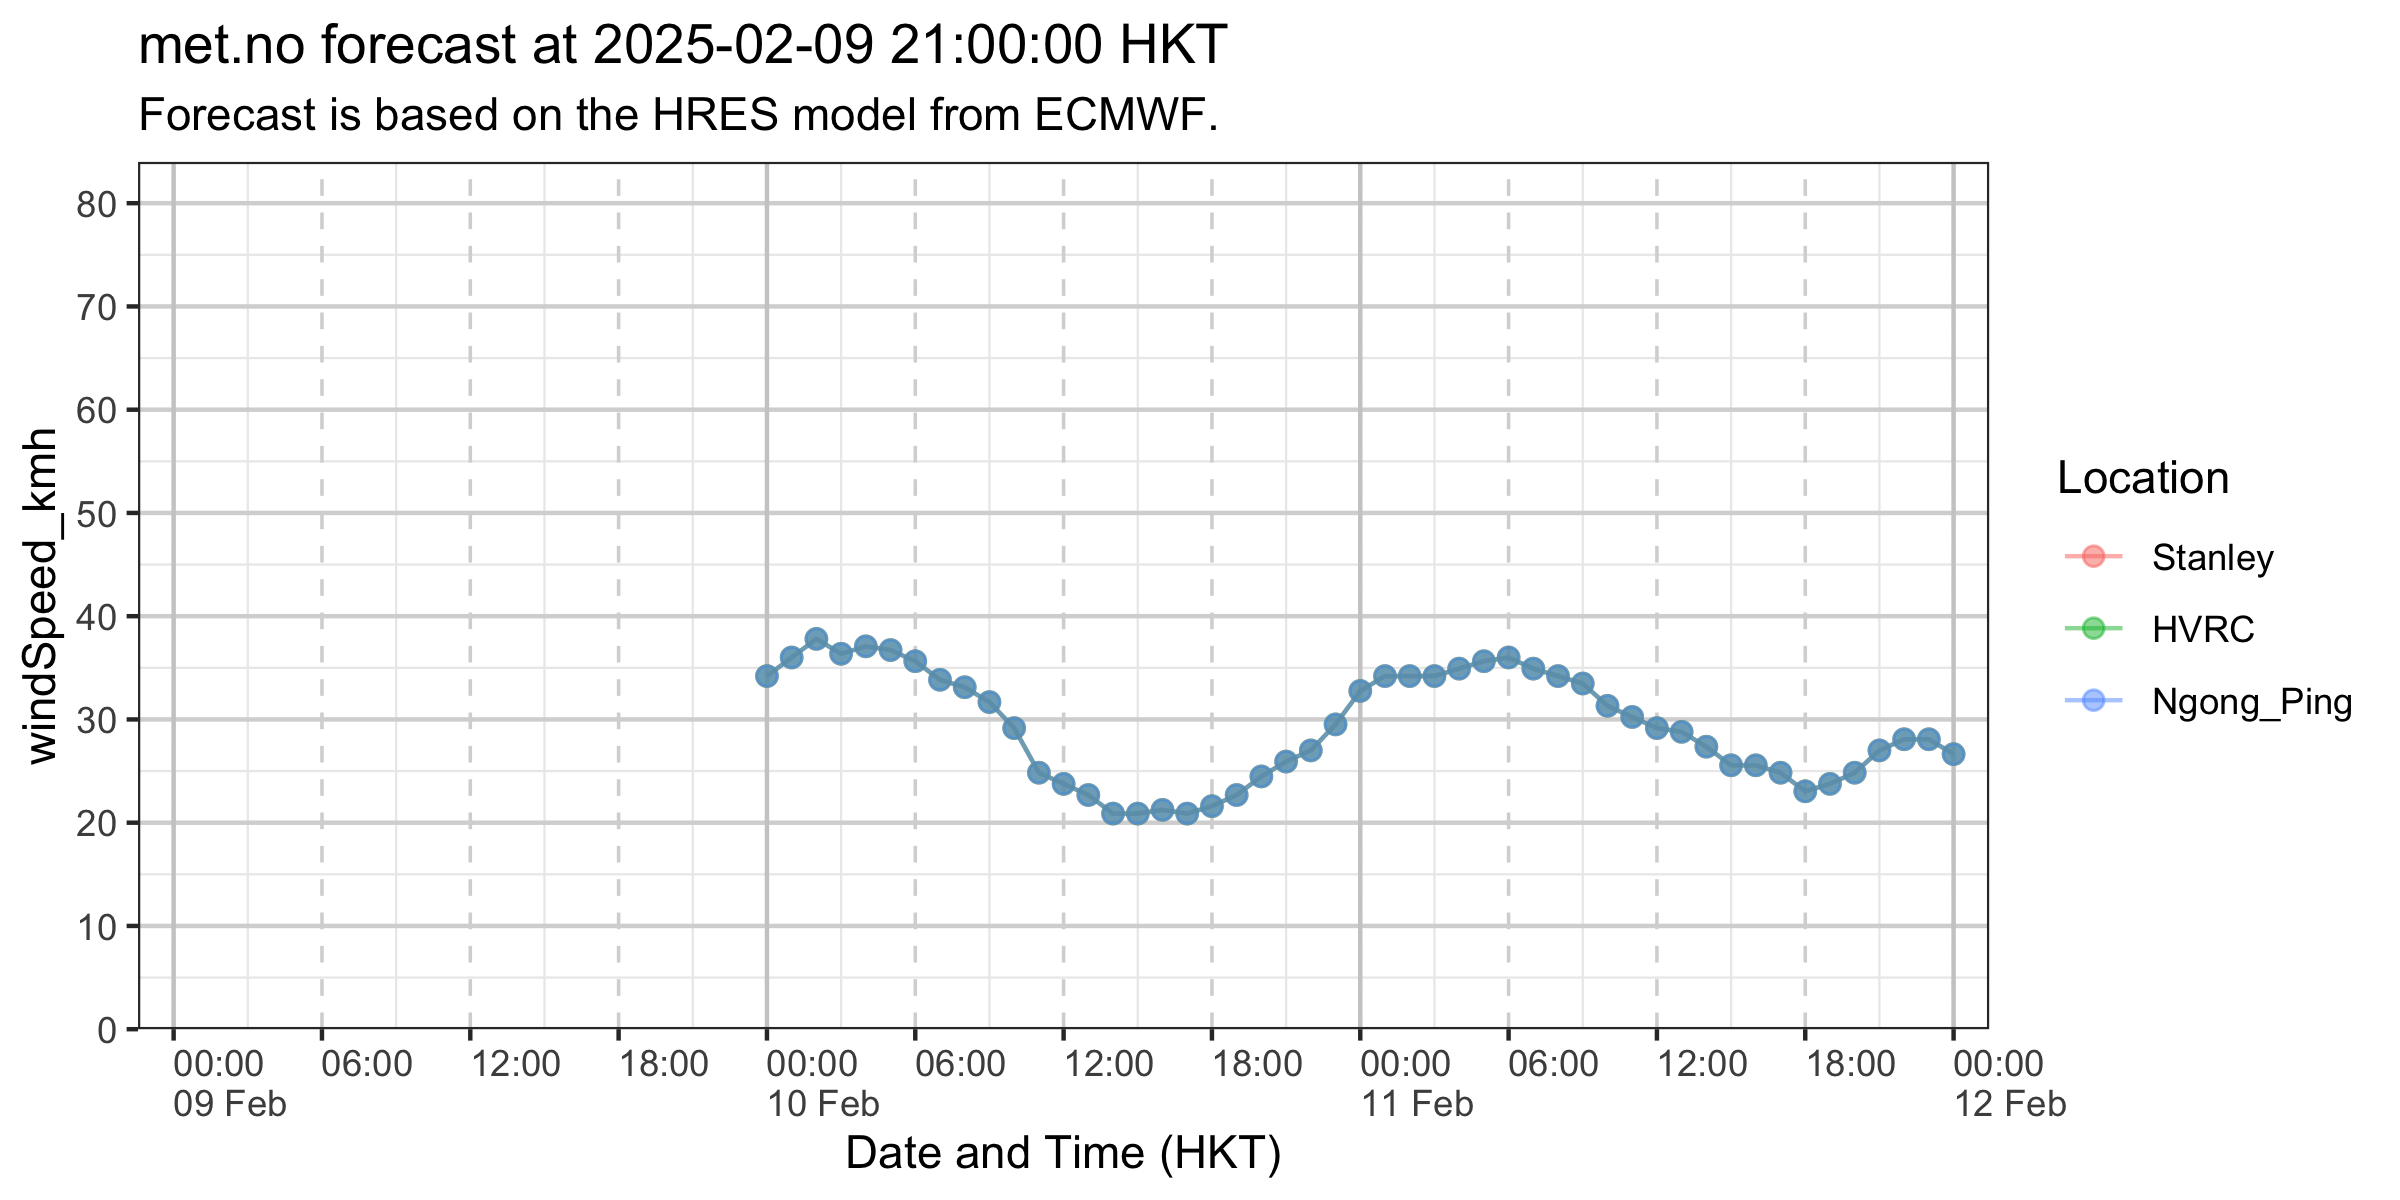 met.no forecast at 2025-02-09 21:00:00 HKT
Forecast is based on the HRES model from ECMWF.
windSpeed_kmh
80
70
60
50
40
30
20
10
0
00:00 06:00 12:00 18:00 00:00 06:00 12:00 18:00 00:00 06:00 12:00 18:00 00:00
09 Feb 10 Feb 11 Feb 12 Feb
Date and Time (HKT)
Location
Stanley
HVRC
Ngong_Ping